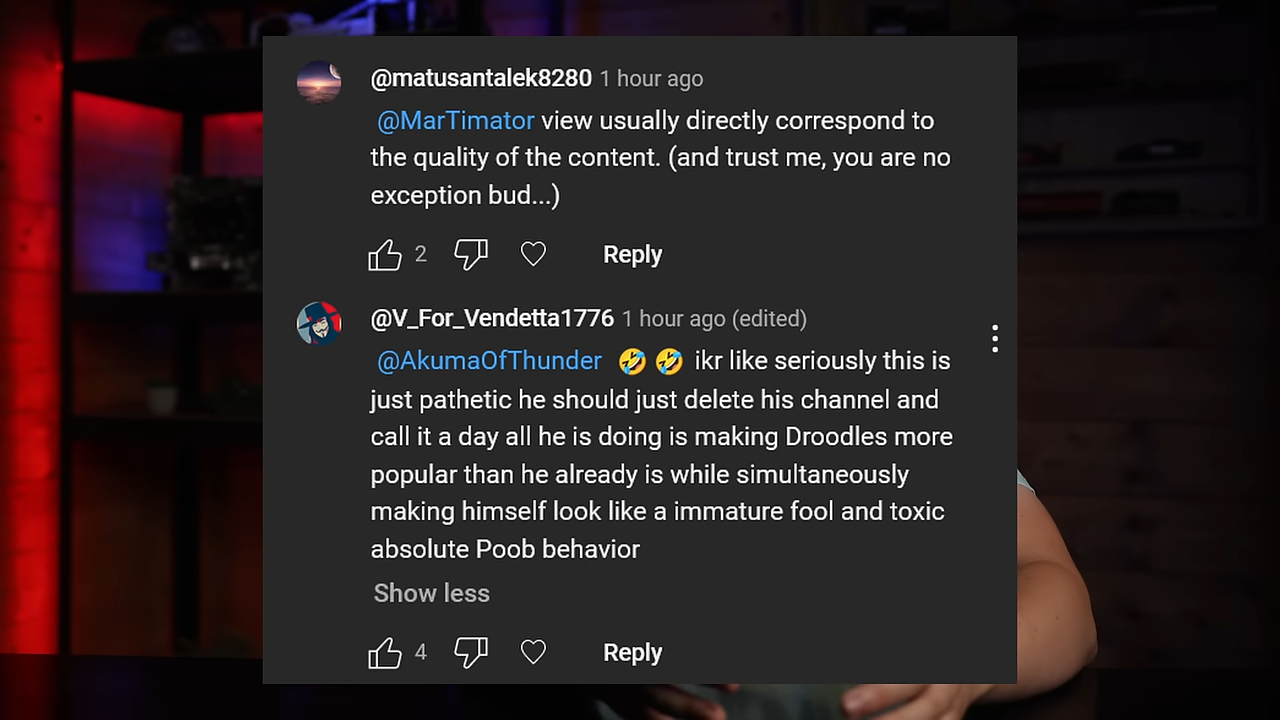 @matusantalek8280 1 hour ago
@MarTimator view usually directly correspond to
the quality of the content. (and trust me, you are no
exception bud...)
2 Reply
@V_For_Vendetta1776 1 hour ago (edited)
@AkumaOfThunder 🤣 🤣 ikr like seriously this is
just pathetic he should just delete his channel and
call it a day all he is doing is making Droodles more
popular than he already is while simultaneously
making himself look like a immature fool and toxic
absolute Poob behavior
Show less
4 Reply